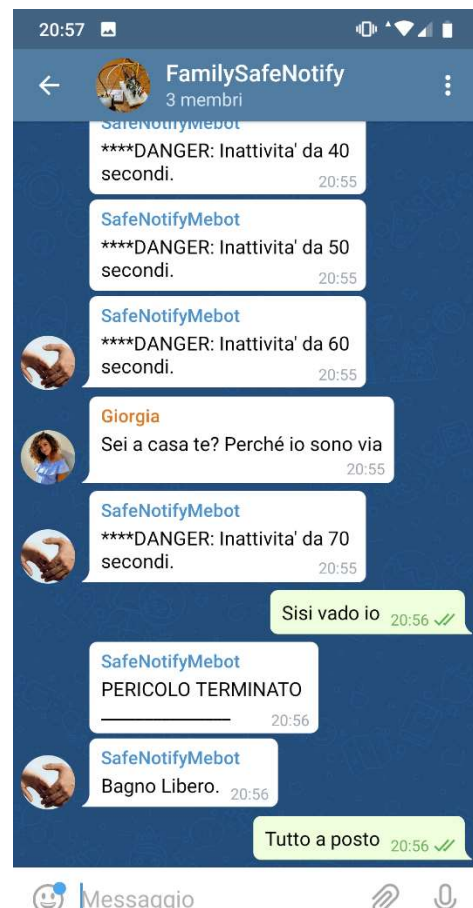 20:57
FamilySafeNotify
3 membri
SafeNotifyMebot
****DANGER: Inattivita' da 40
secondi.
20:55
SafeNotifyMebot
****DANGER: Inattivita' da 50
secondi.
20:55
SafeNotifyMebot
****DANGER: Inattivita' da 60
secondi.
20:55
Giorgia
Sei a casa te? Perché io sono via
20:55
SafeNotifyMebot
****DANGER: Inattivita' da 70
secondi.
20:55
Sisi vado io 20:56
SafeNotifyMebot
PERICOLO TERMINATO
_______________ 20:56
SafeNotifyMebot
Bagno Libero. 20:56
Tutto a posto 20:56
Messaggio